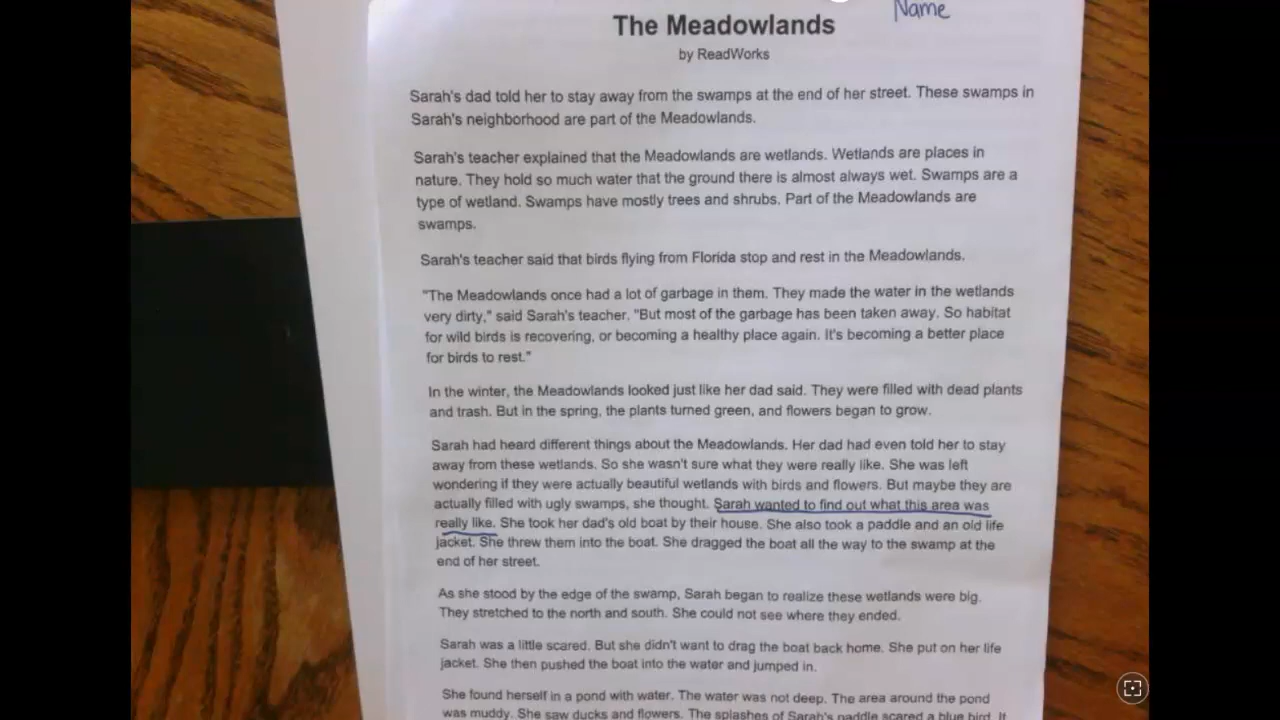 Name
The Meadowlands
by ReadWorks
Sarah's dad told her to stay away from the swamps at the end of her street. These swamps in
Sarah's neighborhood are part of the Meadowlands.
Sarah's teacher explained that the Meadowlands are wetlands. Wetlands are places in
nature. They hold so much water that the ground there is almost always wet. Swamps are a
type of wetland. Swamps have mostly trees and shrubs. Part of the Meadowlands are
swamps.
Sarah's teacher said that birds flying from Florida stop and rest in the Meadowlands.
"The Meadowlands once had a lot of garbage in them. They made the water in the wetlands
very dirty," said Sarah's teacher. "But most of the garbage has been taken away. So habitat
for wild birds is recovering, or becoming a healthy place again. It's becoming a better place
for birds to rest."
In the winter, the Meadowlands looked just like her dad said. They were filled with dead plants
and trash. But in the spring, the plants turned green, and flowers began to grow.
Sarah had heard different things about the Meadowlands. Her dad had even told her to stay
away from these wetlands. So she wasn't sure what they were really like. She was left
wondering if they were actually beautiful wetlands with birds and flowers. But maybe they are
actually filled with ugly swamps, she thought. Sarah wanted to find out what this area was
really like. She took her dad's old boat by their house. She also took a paddle and an old life
jacket. She threw them into the boat. She dragged the boat all the way to the swamp at the
end of her street.
As she stood by the edge of the swamp, Sarah began to realize these wetlands were big.
They stretched to the north and south. She could not see where they ended.
Sarah was a little scared. But she didn't want to drag the boat back home. She put on her life
jacket. She then pushed the boat into the water and jumped in.
She found herself in a pond with water. The water was not deep. The area around the pond
was muddy. She saw ducks and flowers. The splashes of Sarah's paddle scared a blue bird. It